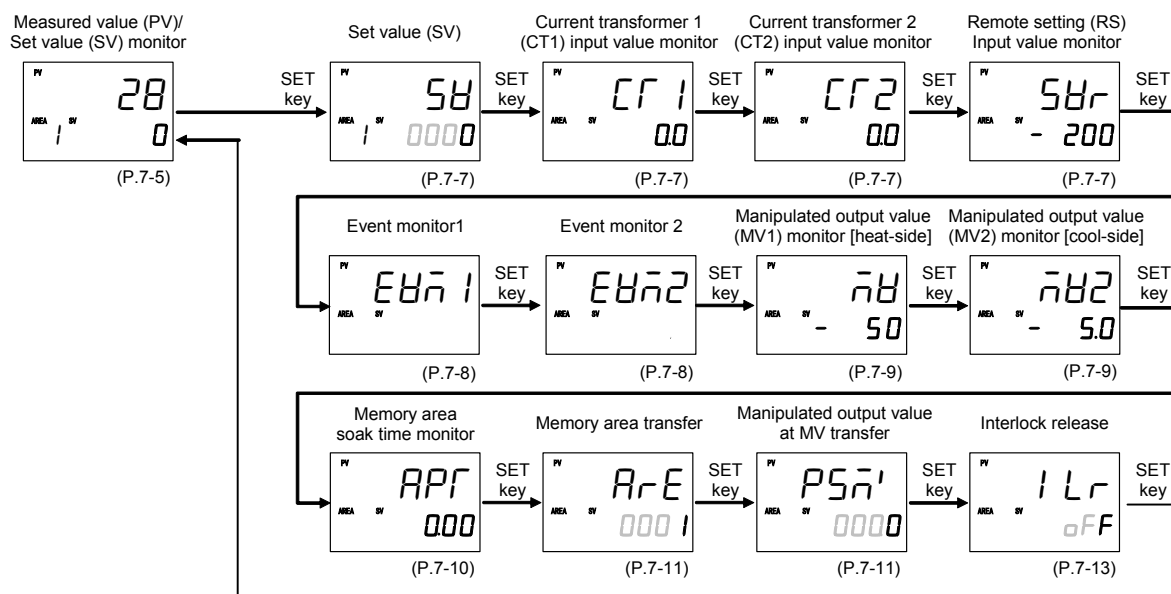 Measured value (PV)/
Set value (SV) monitor
Set value (SV)
Current transformer 1
(CT1) input value monitor
Current transformer 2
(CT2) input value monitor
Remote setting (RS)
Input value monitor
PV
28
AREA 1 SV 0
(P.7-5)
SET
key
PV
SV
AREA 1 SV 0000
(P.7-7)
SET
key
PV
CT1
AREA SV 0.0
(P.7-7)
SET
key
PV
CT2
AREA SV 0.0
(P.7-7)
SET
key
PV
SVr
AREA SV - 200
(P.7-7)
SET
key
Event monitor1
Event monitor 2
Manipulated output value
(MV1) monitor [heat-side]
Manipulated output value
(MV2) monitor [cool-side]
PV
EVM1
AREA SV
(P.7-8)
SET
key
PV
EVM2
AREA SV
(P.7-8)
SET
key
PV
MV
AREA SV - 50
(P.7-9)
SET
key
PV
MV2
AREA SV - 5.0
(P.7-9)
SET
key
Memory area
soak time monitor
Memory area transfer
Manipulated output value
at MV transfer
Interlock release
PV
APT
AREA SV 0.00
(P.7-10)
SET
key
PV
ArE
AREA SV 0001
(P.7-11)
SET
key
PV
PSM'
AREA SV 0000
(P.7-11)
SET
key
PV
ILr
AREA SV oFF
(P.7-13)
SET
key